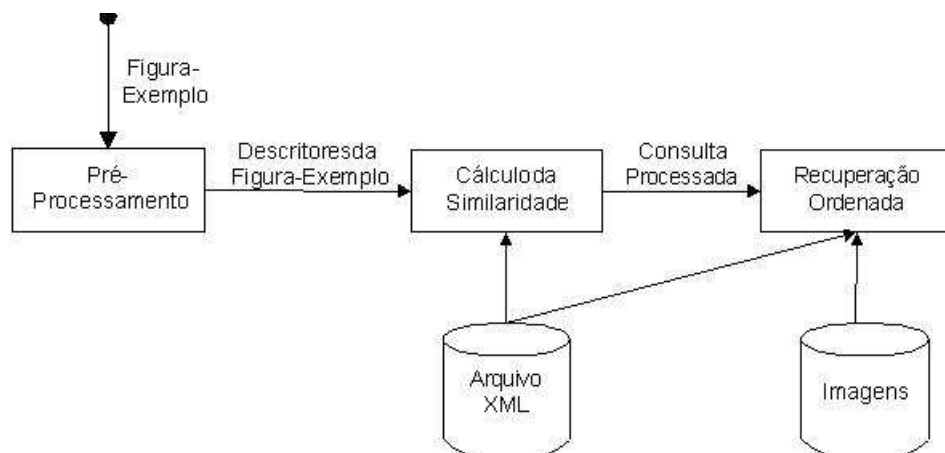 Figura-
Exemplo
Pré-
Processamento
Descritoresda
Figura-Exemplo
Cálculoda
Similaridade
Consulta
Processada
Recuperação
Ordenada
Arquivo
XML
Imagens